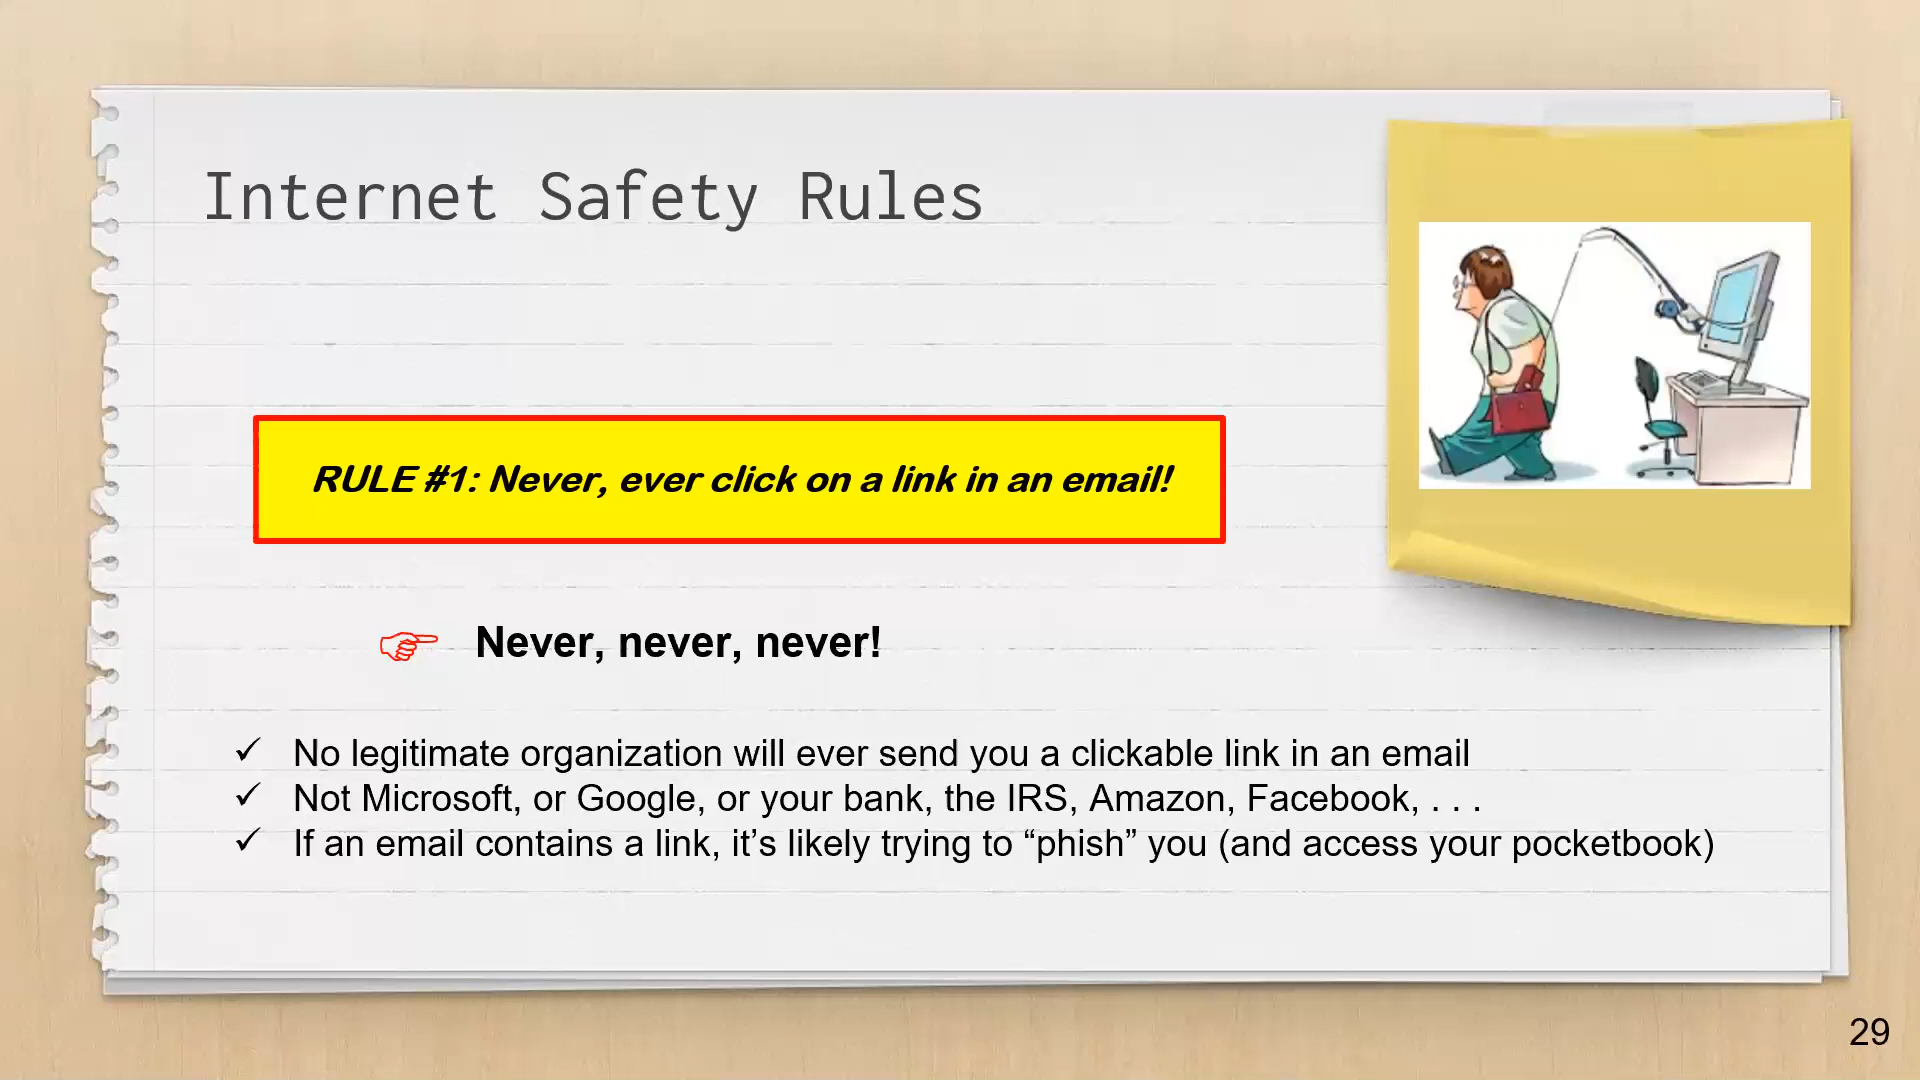 Internet Safety Rules
RULE #1: Never, ever click on a link in an email!
☞ Never, never, never!
✓ No legitimate organization will ever send you a clickable link in an email
✓ Not Microsoft, or Google, or your bank, the IRS, Amazon, Facebook, . . .
✓ If an email contains a link, it’s likely trying to “phish” you (and access your pocketbook)
29